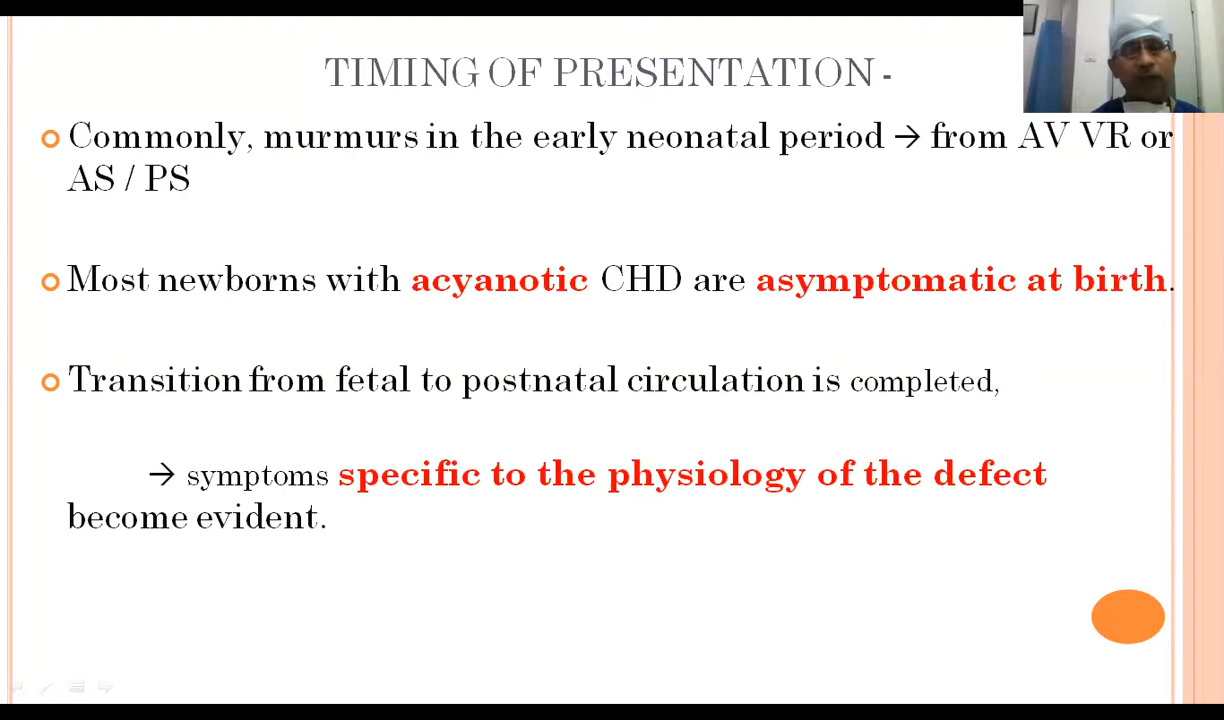 TIMING OF PRESENTATION -
Commonly, murmurs in the early neonatal period → from AV VR or
AS / PS
Most newborns with acyanotic CHD are asymptomatic at birth.
Transition from fetal to postnatal circulation is completed,
→ symptoms specific to the physiology of the defect
become evident.